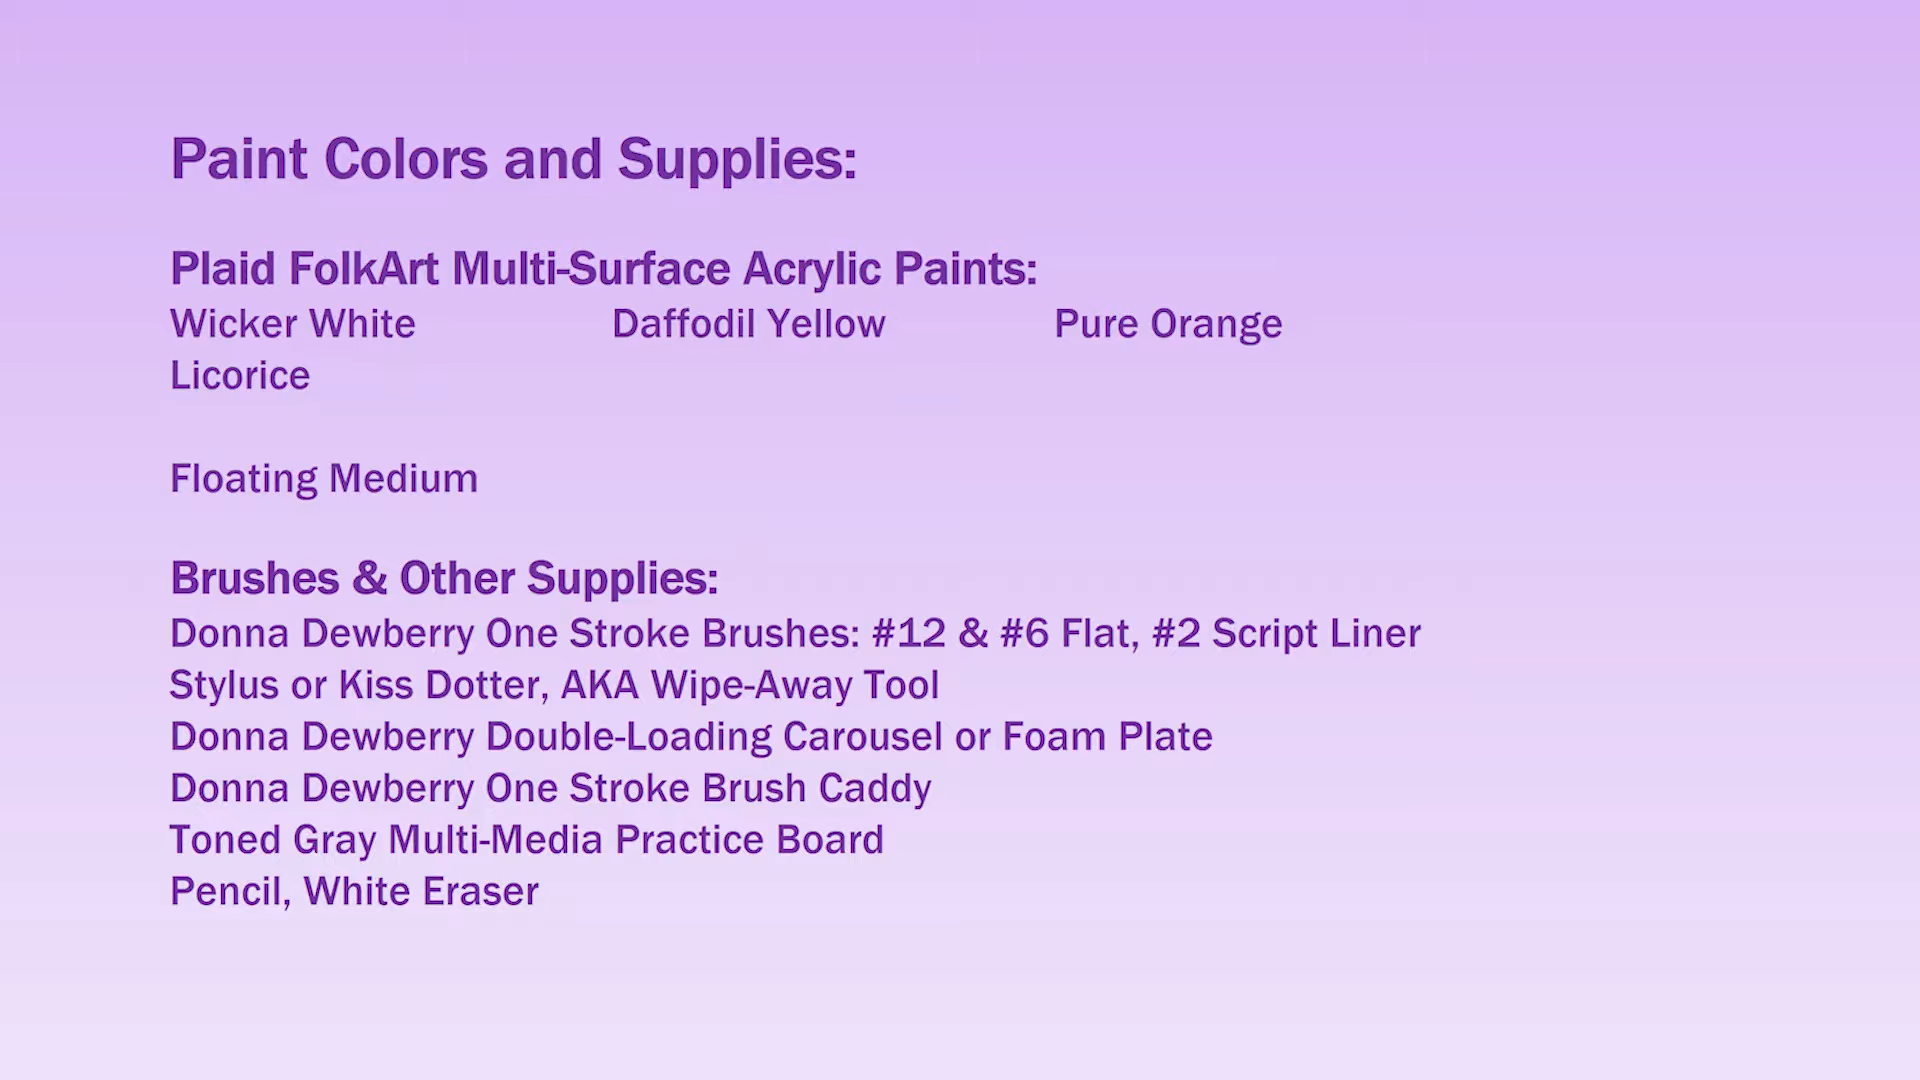 Paint Colors and Supplies:
Plaid FolkArt Multi-Surface Acrylic Paints:
Wicker White Daffodil Yellow Pure Orange
Licorice
Floating Medium
Brushes & Other Supplies:
Donna Dewberry One Stroke Brushes: #12 & #6 Flat, #2 Script Liner
Stylus or Kiss Dotter, AKA Wipe-Away Tool
Donna Dewberry Double-Loading Carousel or Foam Plate
Donna Dewberry One Stroke Brush Caddy
Toned Gray Multi-Media Practice Board
Pencil, White Eraser